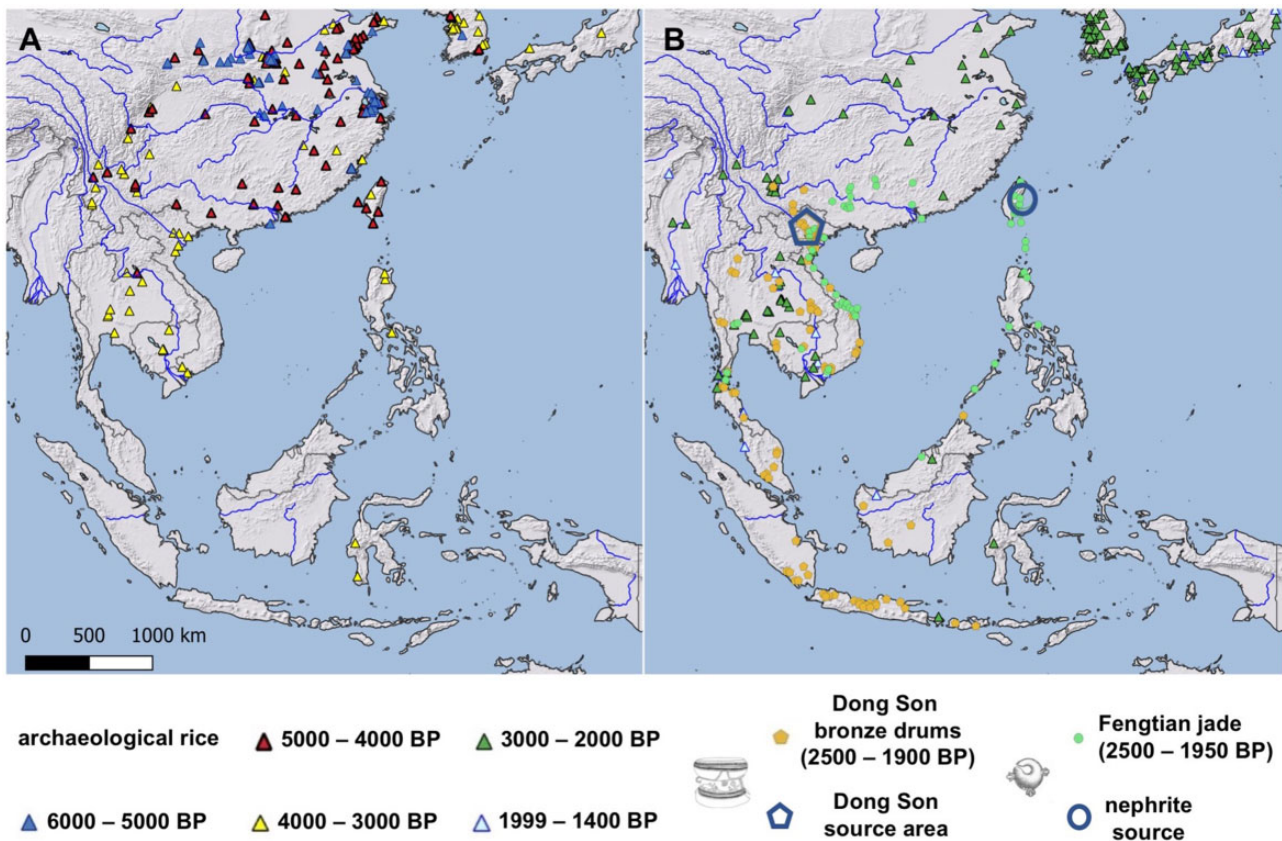 A
B
0 500 1000 km
archaeological rice
5000 – 4000 BP
3000 – 2000 BP
6000 – 5000 BP
4000 – 3000 BP
1999 – 1400 BP
Dong Son
bronze drums
(2500 – 1900 BP)
Dong Son
source area
Fengtian jade
(2500 – 1950 BP)
nephrite
source